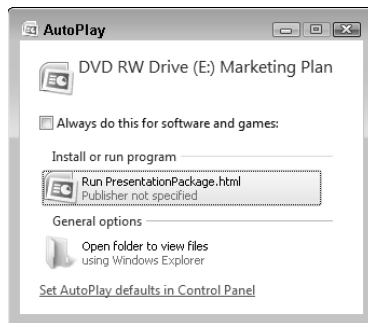 AutoPlay
DVD RW Drive (E:) Marketing Plan
Always do this for software and games:
Install or run program
Run PresentationPackage.html
Publisher not specified
General options
Open folder to view files
using Windows Explorer
Set AutoPlay defaults in Control Panel